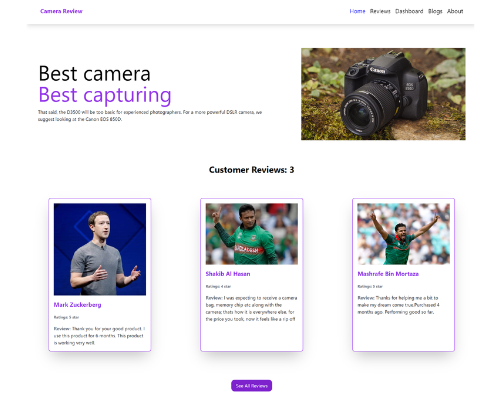 Camera Review
Home Reviews Dashboard Blogs About
Best camera
Best capturing
That said, the D3500 will be too basic for experienced photographers. For a more powerful DSLR camera, we
suggest looking at the Canon EOS 850D.
Canon
Customer Reviews: 3
Mark Zuckerberg
Review: Thank you for your good product. I
use this product for 6 months. This product
is working very well.
Shakib Al Hasan
Ratings: 4 star
Review: I was expecting to receive a camera
bag, memory chip etc along with the
camera; thats how it is everywhere else. for
the price you took, now it feels like a rip off
BANGLADESH
Mashrafe Bin Mortaza
Review: Thanks for helping me a bit to
make my dream come true.Purchased 4
months ago. Performing good so far.
See All Reviews